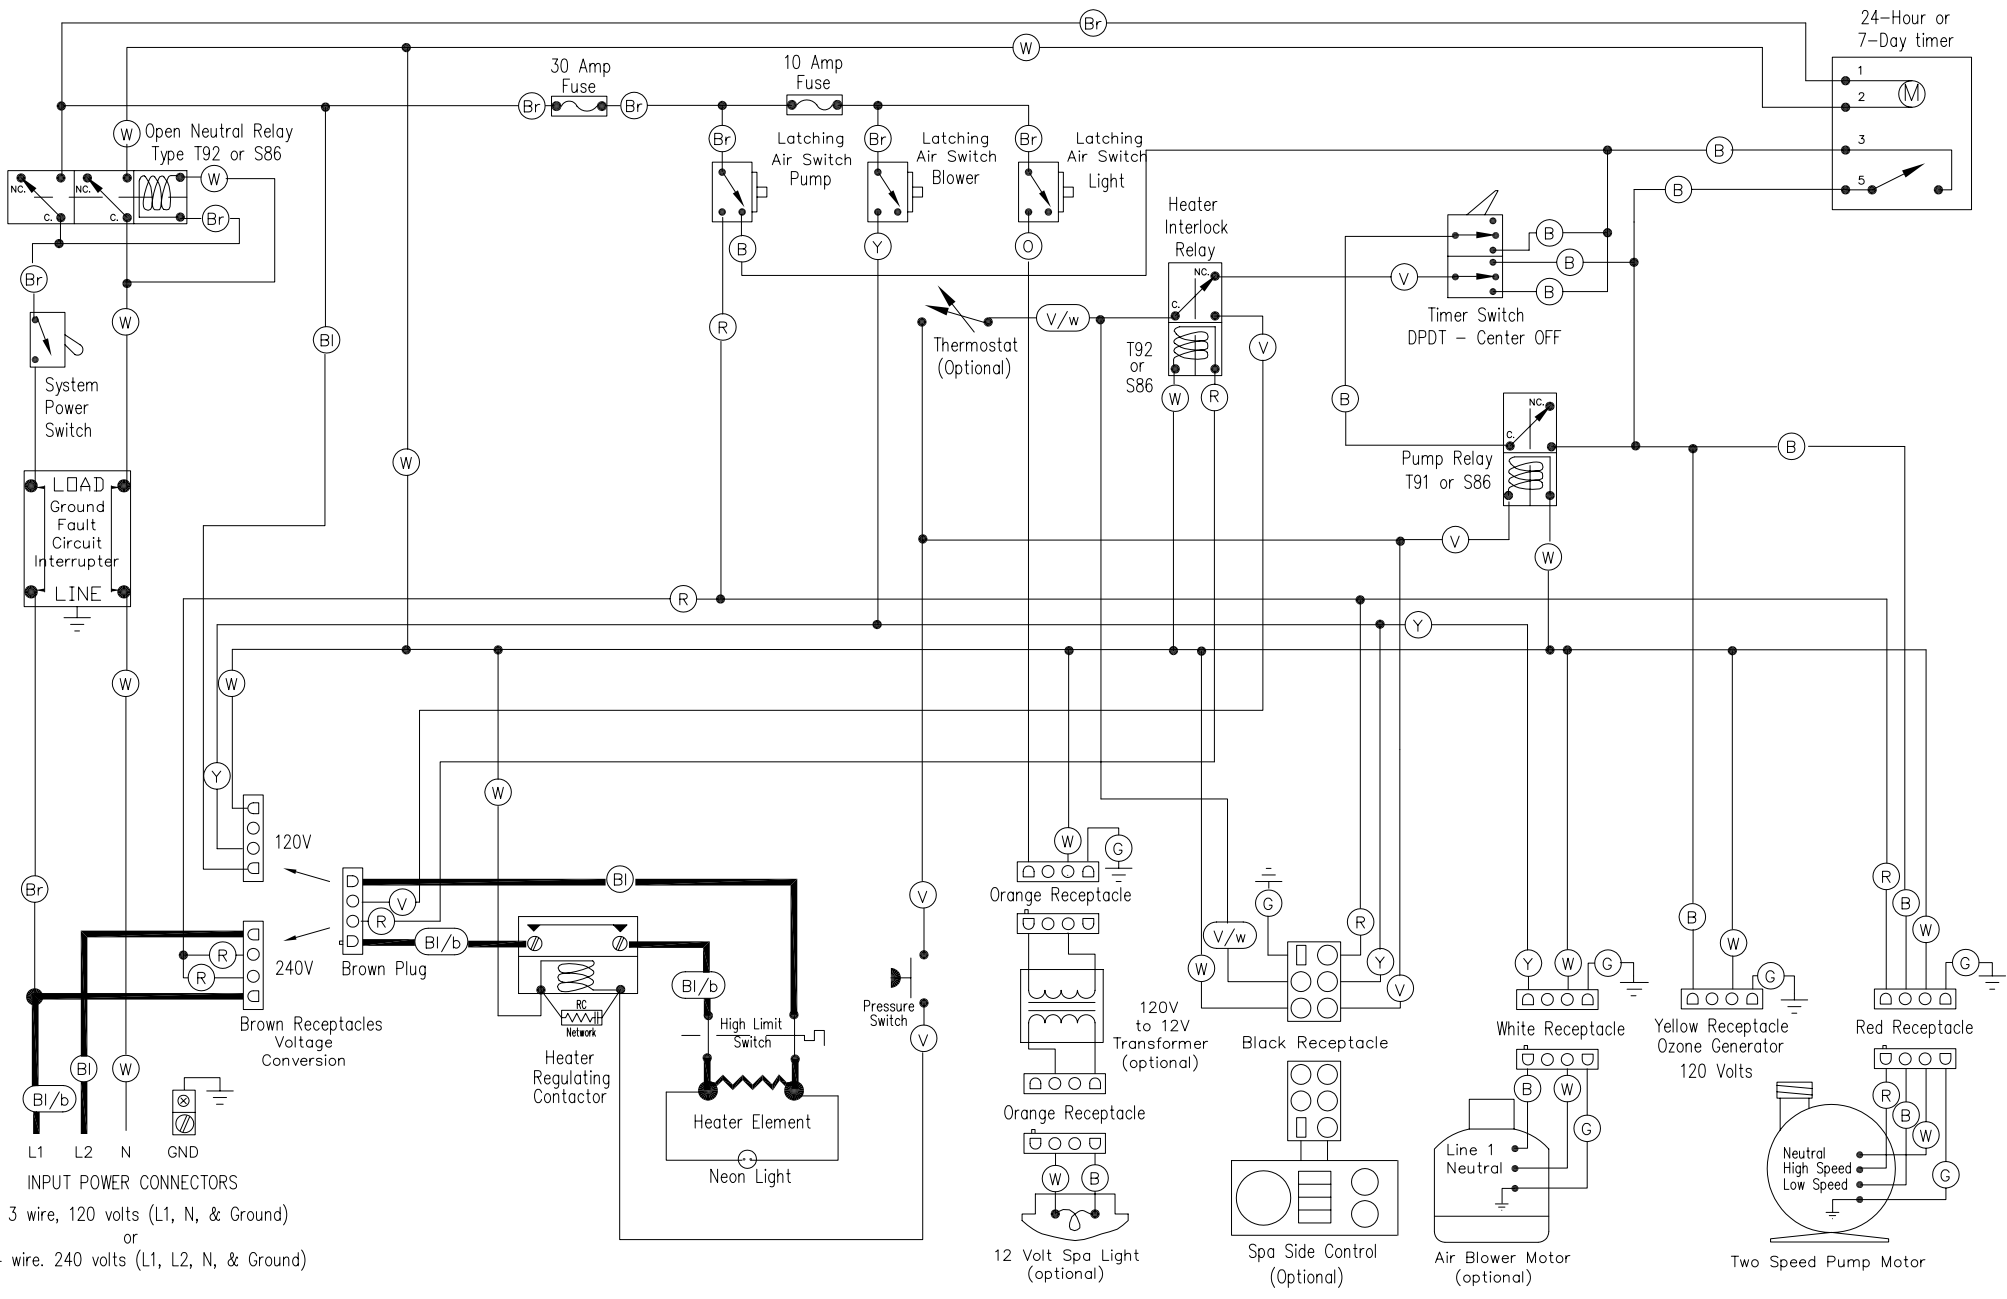 Br
24-Hour or
7-Day timer
W
30 Amp
Fuse
10 Amp
Fuse
1
M
2
Br
Br
W
Open Neutral Relay
Type T92 or S86
Br
Latching
Air Switch
Pump
Br
Latching
Air Switch
Blower
Br
Latching
Air Switch
Light
B
3
NC.
NC.
W
C.
C.
Br
B
5
Heater
Interlock
Relay
R
B
Y
O
B
B
B
Br
W
Bl
NC.
C.
V
Timer Switch
DPDT - Center OFF
Thermostat
(Optional)
V/w
T92
or
S86
V
W
R
B
System
Power
Switch
R
W
NC.
C.
B
Pump Relay
T91 or S86
LOAD
Ground
Fault
Circuit
Interrupter
LINE
V
W
R
Y
W
W
Y
W
120V
240V
Brown Plug
Bl
V
R
Bl/b
Bl/b
R
R
Brown Receptacles
Voltage
Conversion
Br
Bl
W
Bl/b
L1
L2
N
GND
INPUT POWER CONNECTORS
3 wire, 120 volts (L1, N, & Ground)
or
wire. 240 volts (L1, L2, N, & Ground)
RC
Network
Heater
Regulating
Contactor
High Limit
Switch
Heater Element
Neon Light
V
Pressure
Switch
V
W
G
Orange Receptacle
120V
to 12V
Transformer
(optional)
Orange Receptacle
W
B
12 Volt Spa Light
(optional)
G
V/w
W
R
Y
V
Black Receptacle
Spa Side Control
(Optional)
Y
W
G
White Receptacle
B
W
G
Line 1
Neutral
Air Blower Motor
(optional)
B
W
G
Yellow Receptacle
Ozone Generator
120 Volts
R
B
W
G
Red Receptacle
R
B
W
G
Neutral
High Speed
Low Speed
Two Speed Pump Motor